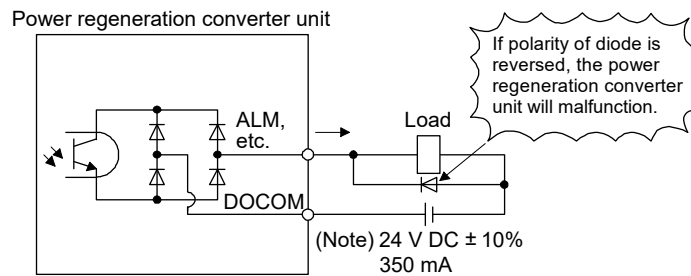 Power regeneration converter unit
If polarity of diode is
reversed, the power
regeneration converter
unit will malfunction.
ALM,
etc.
Load
DOCOM
(Note) 24 V DC ± 10%
350 mA